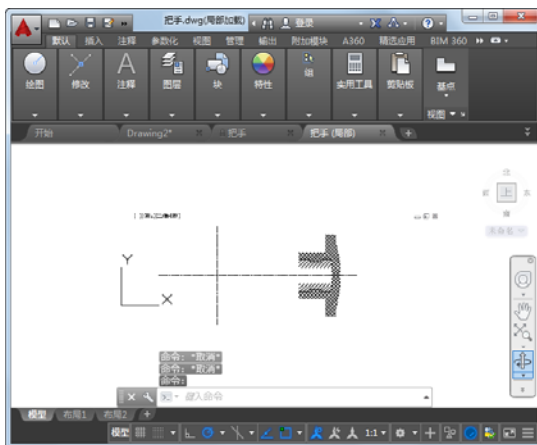 把手.dwg(局部加载) 登录
默认 插入 注释 参数化 视图 管理 输出 附加模块 A360 精选应用 BIM 360
绘图 修改 注释 图层 块 特性 组 实用工具 剪贴板 基点
视图
开始 Drawing2* 把手 把手 (局部)
上
Y
X
命令: *取消*
命令: *取消*
命令:
键入命令
模型 布局1 布局2 +
模型 1:1